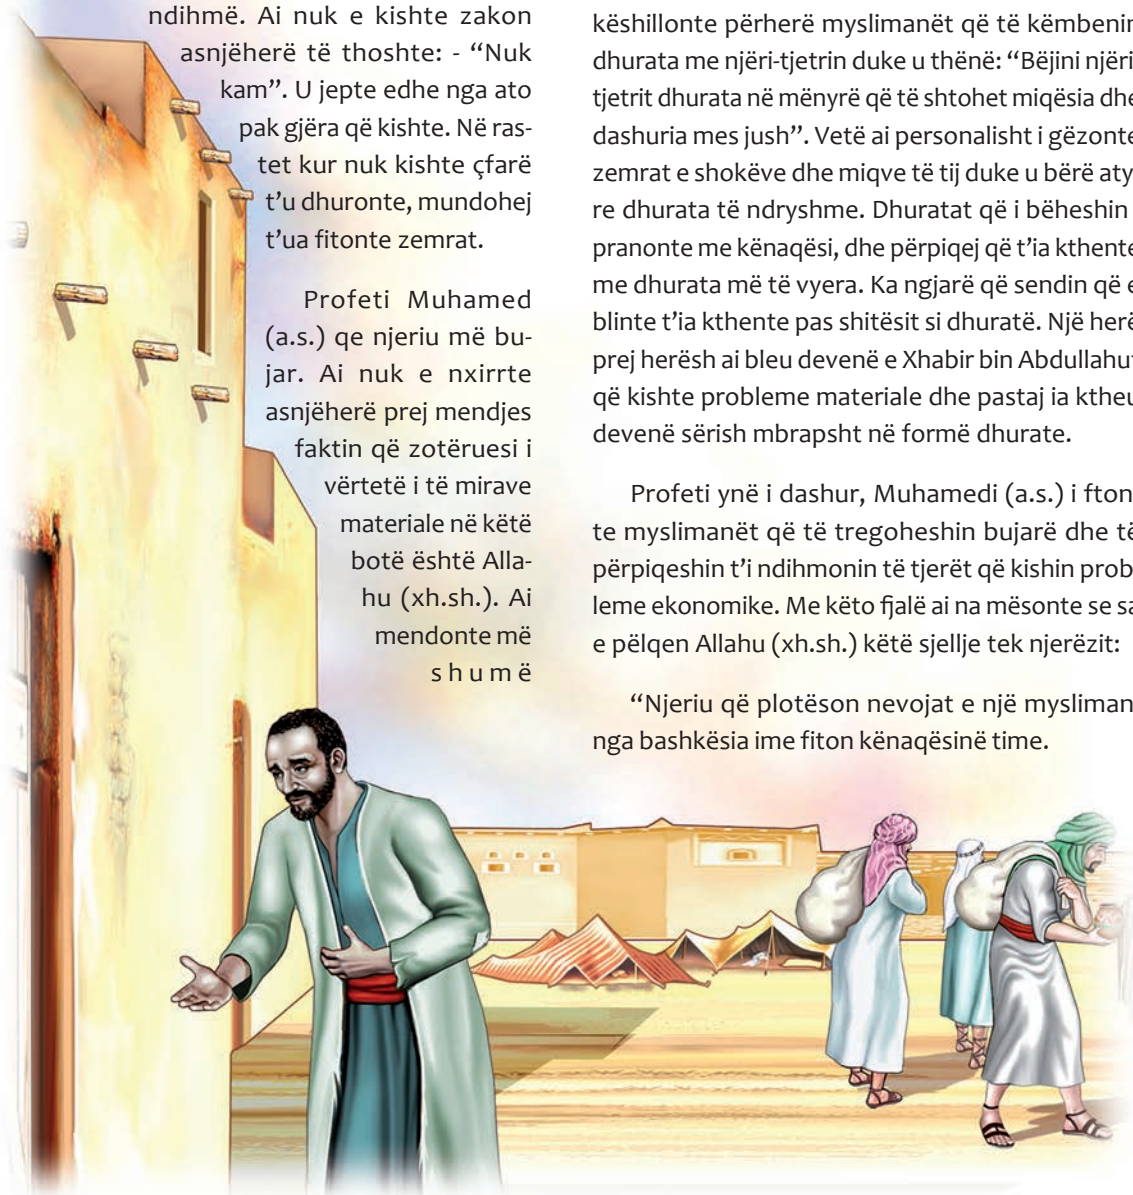 ndihmë. Ai nuk e kishte zakon
asnjëherë të thoshte: - “Nuk
kam”. U jepte edhe nga ato
pak gjëra që kishte. Në ras-
tet kur nuk kishte çfarë
t’u dhuronte, mundohej
t’ua fitonte zemrat.
Profeti Muhamed
(a.s.) qe njeriu më bu-
jar. Ai nuk e nxirrte
asnjëherë prej mendjes
faktin që zotëruesi i
vërtetë i të mirave
materiale në këtë
botë është Alla-
hu (xh.sh.). Ai
mendonte më
shumë
këshillonte përherë myslimanët që të këmbenin
dhurata me njëri-tjetrin duke u thënë: “Bëjini njëri
tjetrit dhurata në mënyrë që të shtohet miqësia dhe
dashuria mes jush”. Vetë ai personalisht i gëzonte
zemrat e shokëve dhe miqve të tij duke u bërë aty
re dhurata të ndryshme. Dhuratat që i bëheshin
pranonte me kënaqësi, dhe përpiqej që t’ia kthente
me dhurata më të vyera. Ka ngjarë që sendin që e
blinte t’ia kthente pas shitësit si dhuratë. Një herë
prej herësh ai bleu devenë e Xhabir bin Abdullahut
që kishte probleme materiale dhe pastaj ia ktheu
devenë sërish mbrapsht në formë dhurate.
Profeti ynë i dashur, Muhamedi (a.s.) i fton
te myslimanët që të tregoheshin bujarë dhe të
përpiqeshin t’i ndihmonin të tjerët që kishin prob
leme ekonomike. Me këto fjalë ai na mësonte se sa
e pëlqen Allahu (xh.sh.) këtë sjellje tek njerëzit:
“Njeriu që plotëson nevojat e një mysliman
nga bashkësia ime fiton kënaqësinë time.